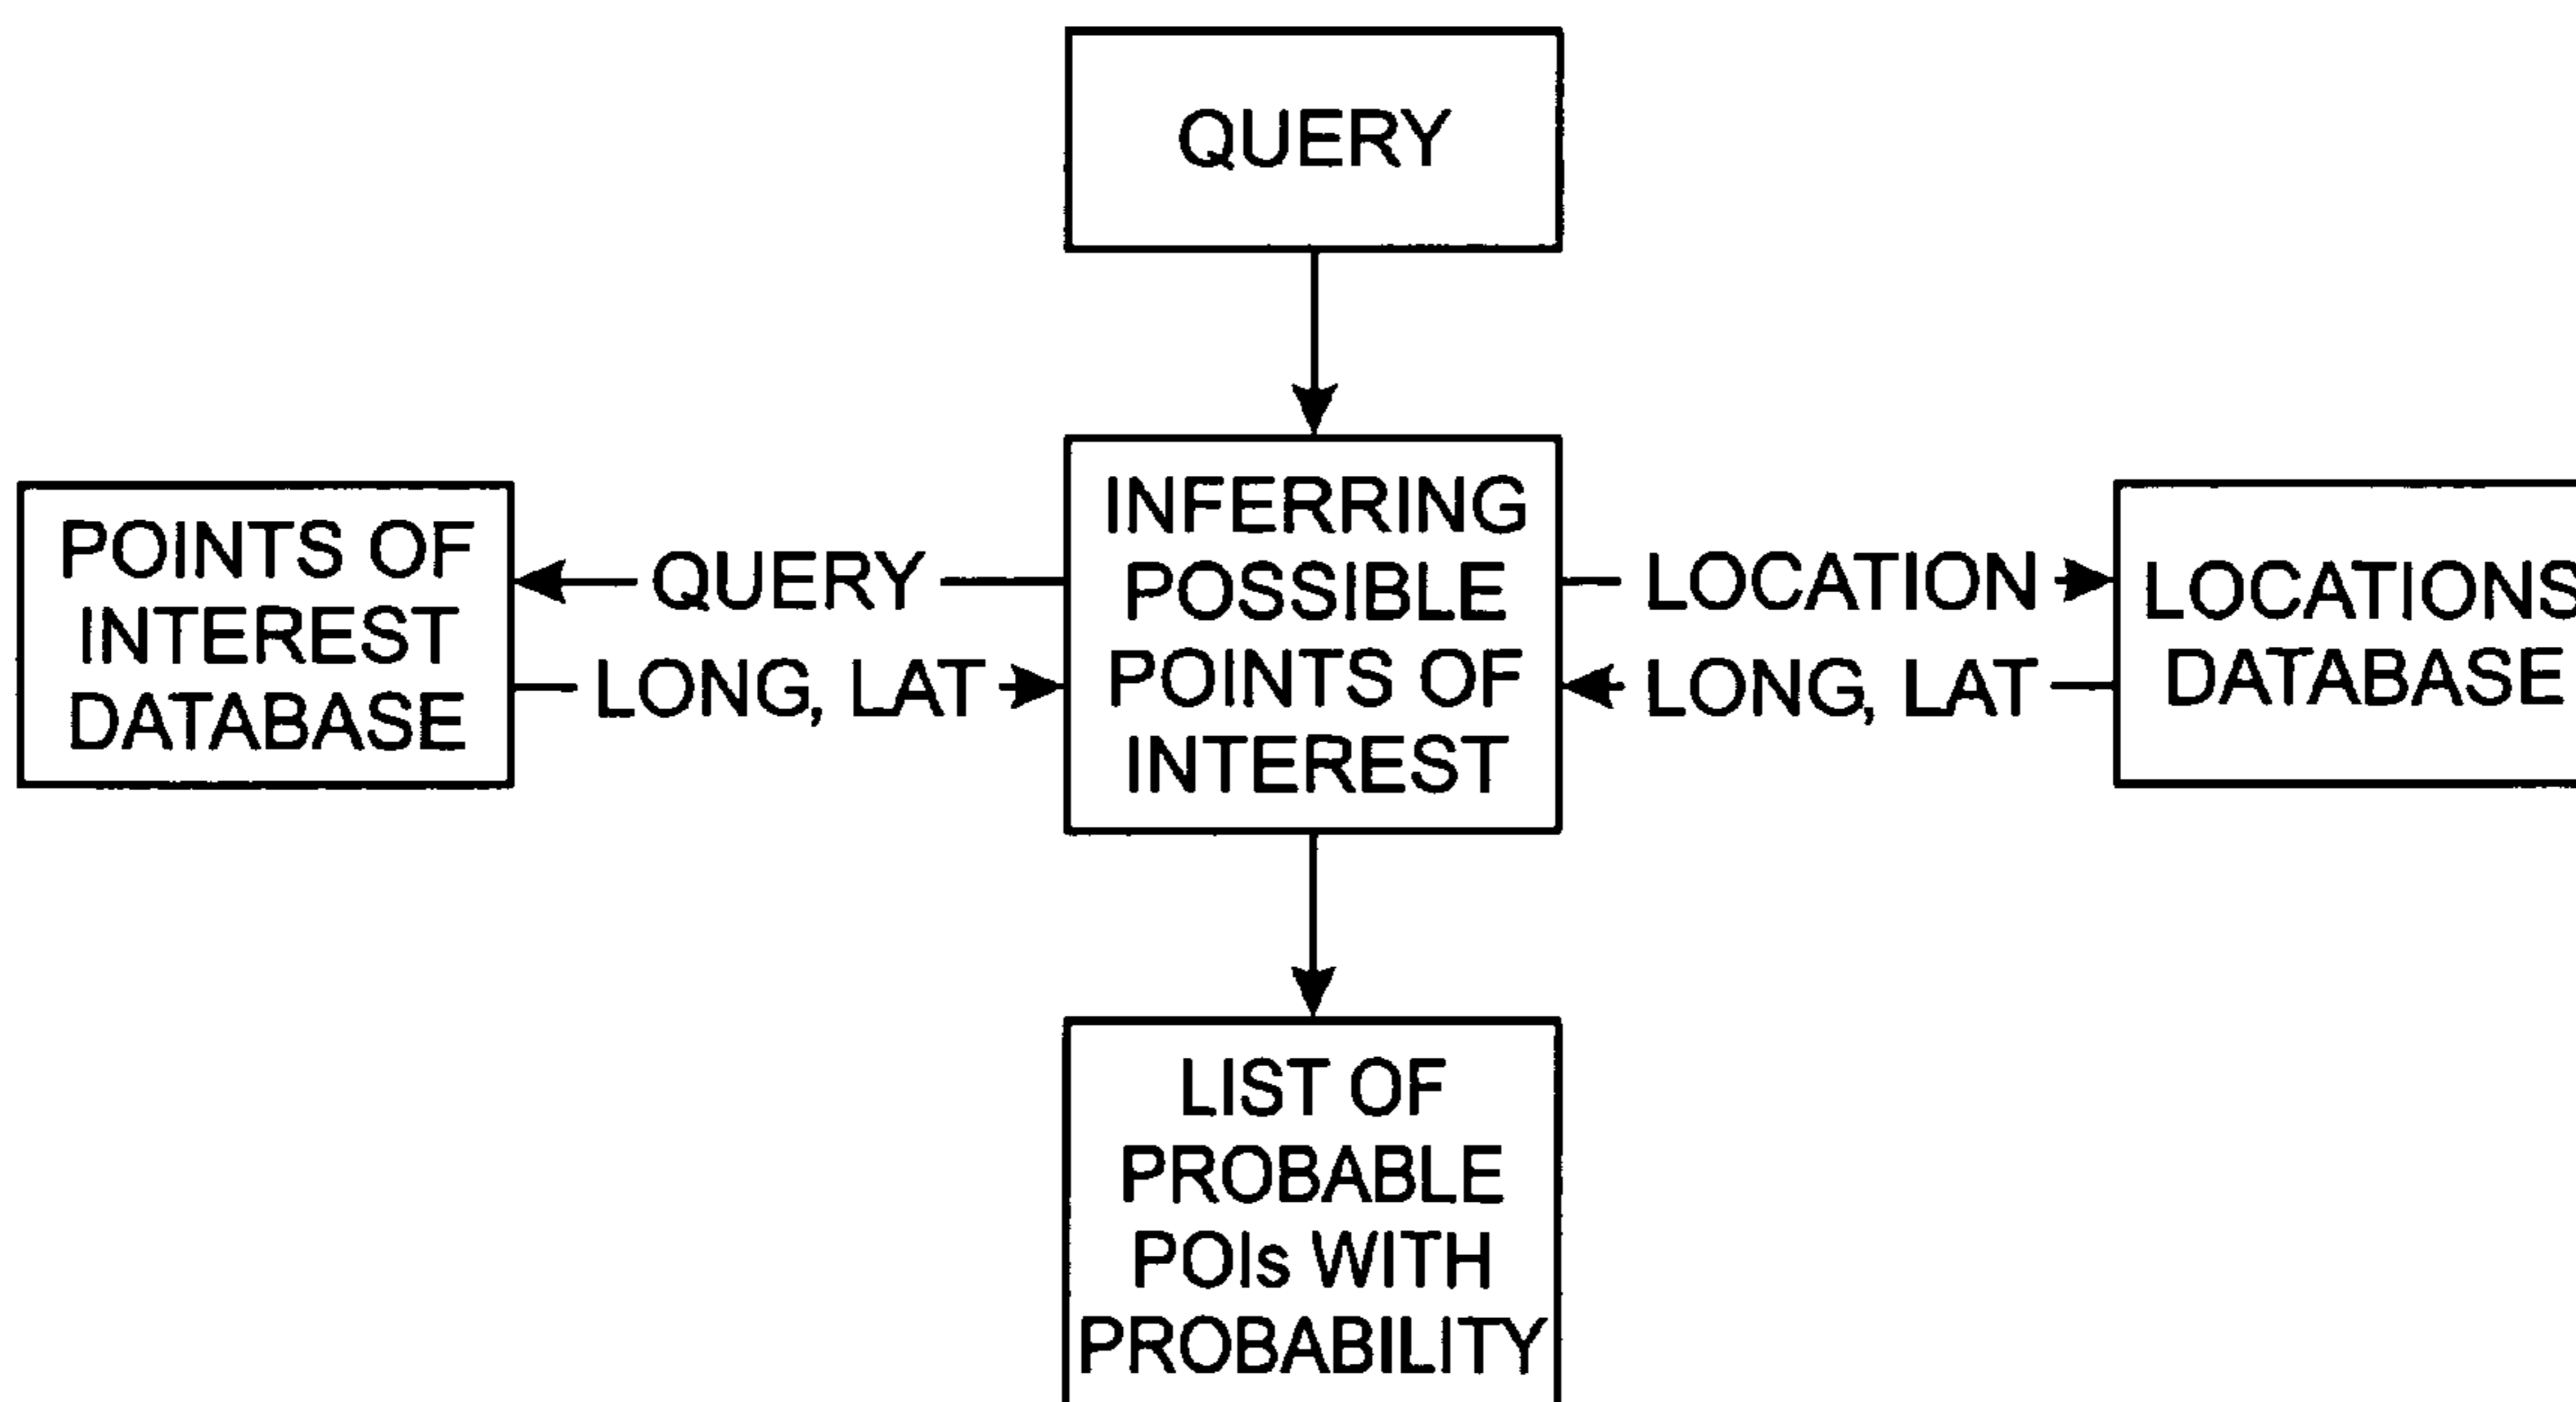 QUERY
POINTS OF
INTEREST
DATABASE
QUERY
LONG, LAT
INFERRING
POSSIBLE
POINTS OF
INTEREST
LOCATION
LONG, LAT
LOCATIONS
DATABASE
LIST OF
PROBABLE
POIs WITH
PROBABILITY